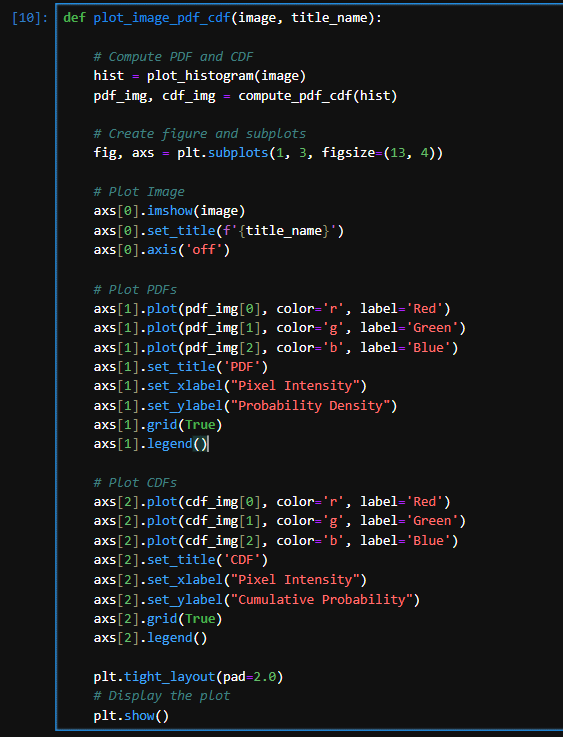 [10]: def plot_image_pdf_cdf(image, title_name):
# Compute PDF and CDF
hist = plot_histogram(image)
pdf_img, cdf_img = compute_pdf_cdf(hist)
# Create figure and subplots
fig, axs = plt.subplots(1, 3, figsize=(13, 4))
# Plot Image
axs[0].imshow(image)
axs[0].set_title(f'{title_name}')
axs[0].axis('off')
# Plot PDFs
axs[1].plot(pdf_img[0], color='r', label='Red')
axs[1].plot(pdf_img[1], color='g', label='Green')
axs[1].plot(pdf_img[2], color='b', label='Blue')
axs[1].set_title('PDF')
axs[1].set_xlabel("Pixel Intensity")
axs[1].set_ylabel("Probability Density")
axs[1].grid(True)
axs[1].legend()
# Plot CDFs
axs[2].plot(cdf_img[0], color='r', label='Red')
axs[2].plot(cdf_img[1], color='g', label='Green')
axs[2].plot(cdf_img[2], color='b', label='Blue')
axs[2].set_title('CDF')
axs[2].set_xlabel("Pixel Intensity")
axs[2].set_ylabel("Cumulative Probability")
axs[2].grid(True)
axs[2].legend()
plt.tight_layout(pad=2.0)
# Display the plot
plt.show()